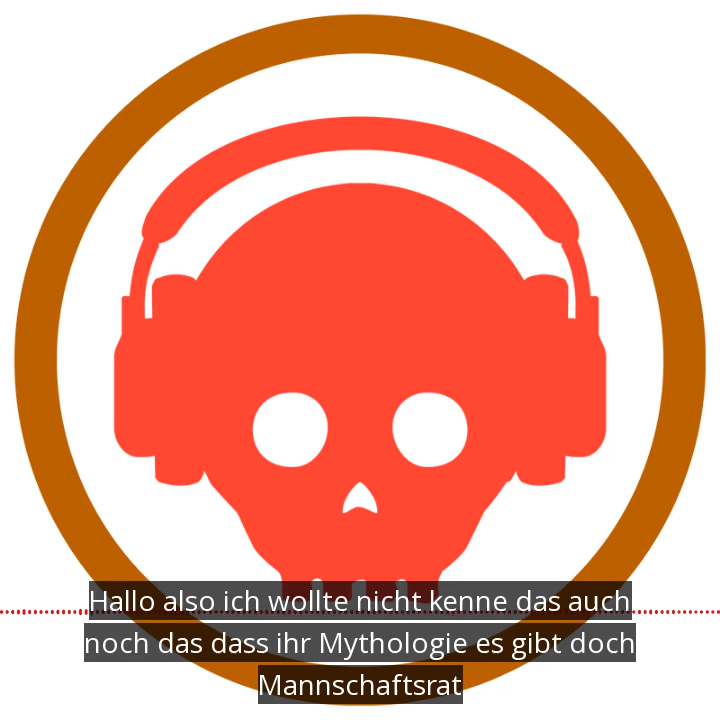 Hallo also ich wollte nicht kenne das auch
noch das dass ihr Mythologie es gibt doch
Mannschaftsrat